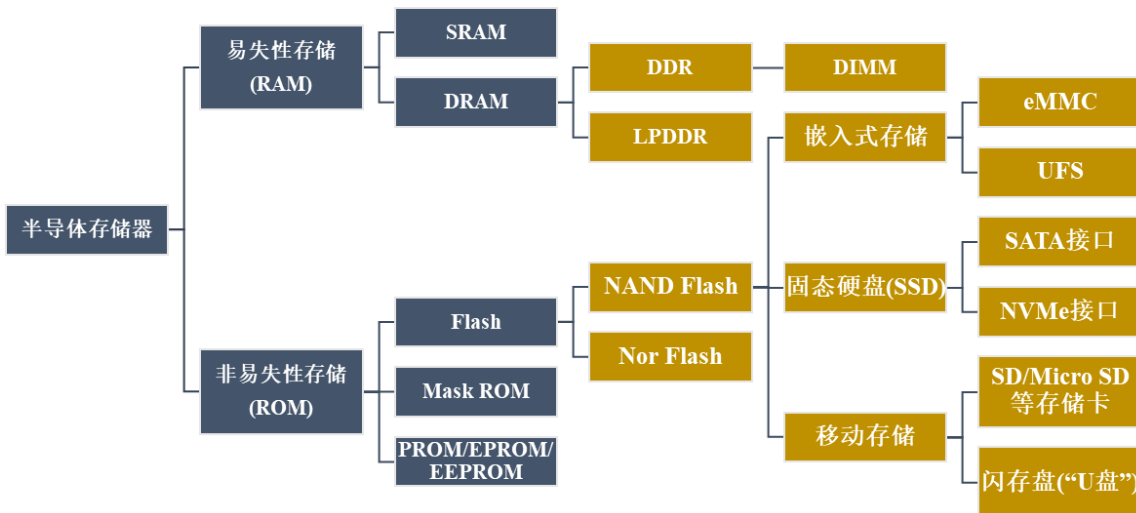 半导体存储器
易失性存储
(RAM)
SRAM
DRAM
DDR
DIMM
LPDDR
非易失性存储
(ROM)
Flash
NAND Flash
嵌入式存储
eMMC
UFS
固态硬盘(SSD)
SATA接口
NVMe接口
移动存储
SD/Micro SD
等存储卡
闪存盘(“U盘”)
Nor Flash
Mask ROM
PROM/EPROM/
EEPROM